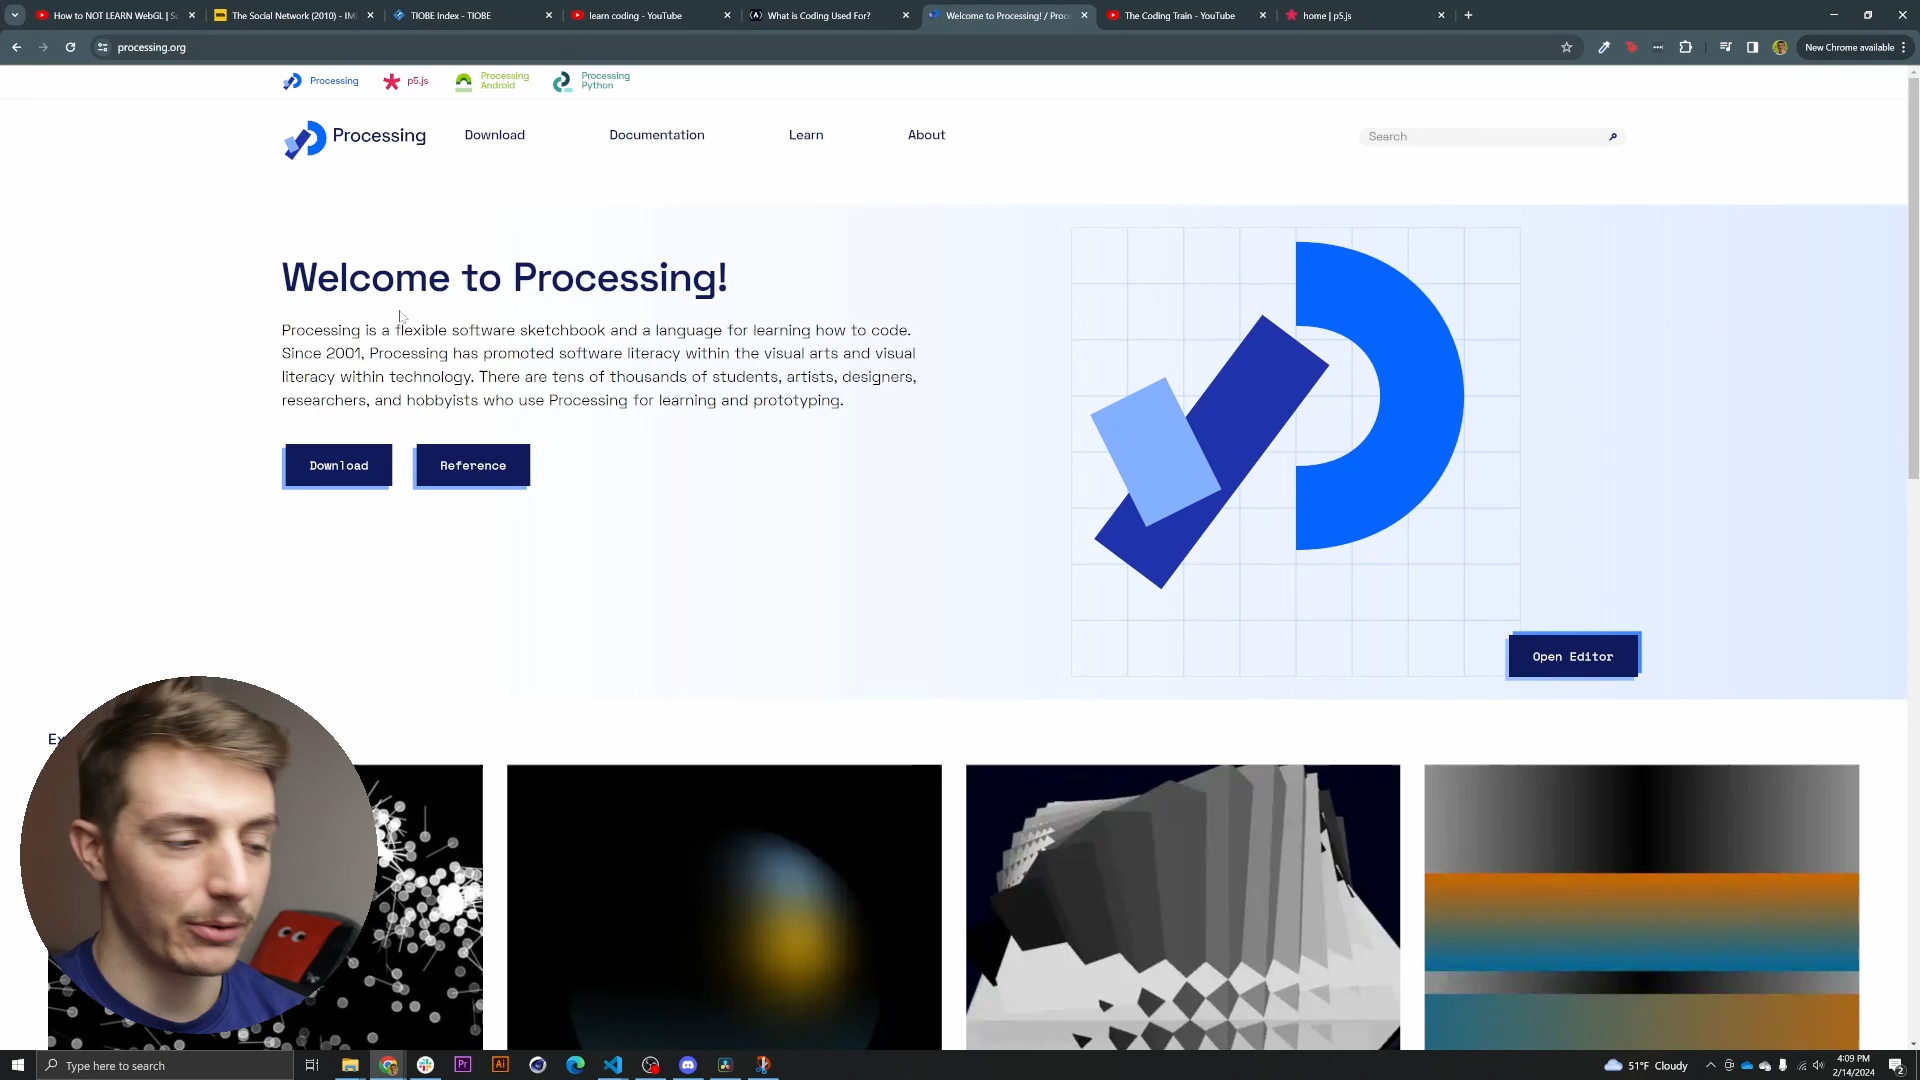 How to NOT LEARN WebGL | S
The Social Network (2010) - IM
TIOBE Index - TIOBE
learn coding - YouTube
What is Coding Used For?
Welcome to Processing! / Proc
The Coding Train - YouTube
home | p5.js
processing.org
New Chrome available
Processing
p5.js
Processing
Android
Processing
Python
Processing
Download
Documentation
Learn
About
Search
Welcome to Processing!
Processing is a flexible software sketchbook and a language for learning how to code.
Since 2001, Processing has promoted software literacy within the visual arts and visual
literacy within technology. There are tens of thousands of students, artists, designers,
researchers, and hobbyists who use Processing for learning and prototyping.
Download
Reference
Open Editor
Ex
Type here to search
Pr
Ai
51°F Cloudy
4:09 PM
2/14/2024
2